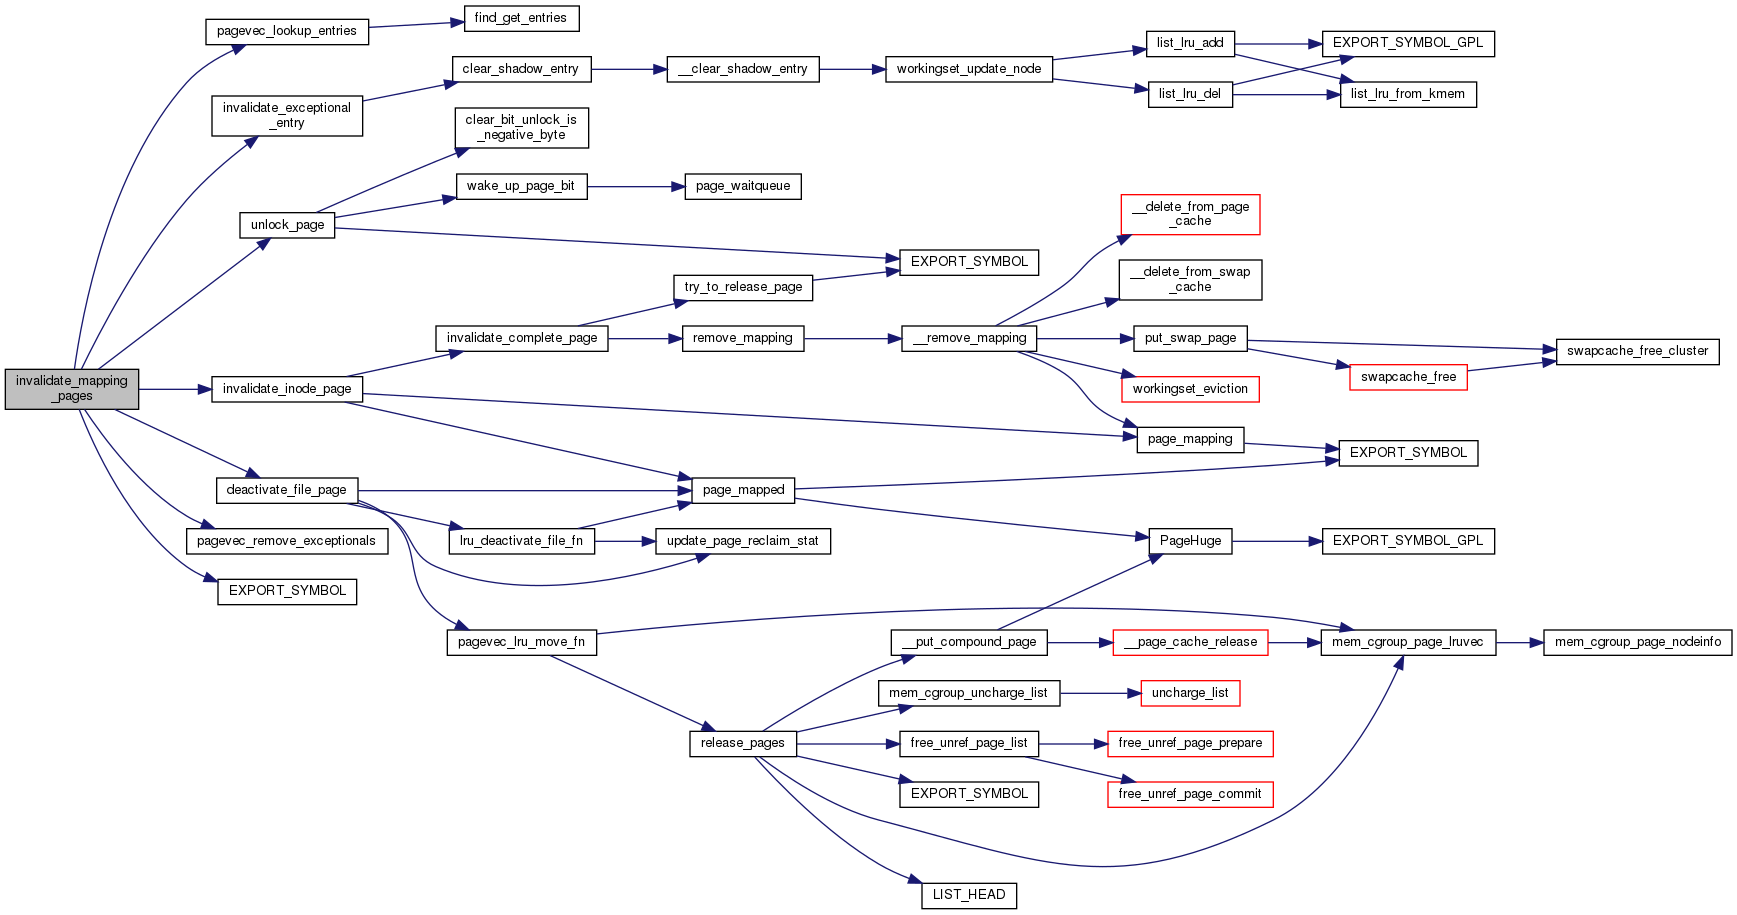 invalidate_mapping
_pages
pagevec_lookup_entries
find_get_entries
invalidate_exceptional
_entry
clear_shadow_entry
__clear_shadow_entry
workingset_update_node
list_lru_add
list_lru_del
EXPORT_SYMBOL_GPL
list_lru_from_kmem
unlock_page
clear_bit_unlock_is
_negative_byte
wake_up_page_bit
page_waitqueue
EXPORT_SYMBOL
invalidate_inode_page
invalidate_complete_page
try_to_release_page
remove_mapping
__remove_mapping
__delete_from_page
_cache
__delete_from_swap
_cache
put_swap_page
swapcache_free_cluster
swapcache_free
workingset_eviction
page_mapping
EXPORT_SYMBOL
page_mapped
deactivate_file_page
lru_deactivate_file_fn
update_page_reclaim_stat
PageHuge
EXPORT_SYMBOL_GPL
pagevec_remove_exceptionals
EXPORT_SYMBOL
pagevec_lru_move_fn
__put_compound_page
__page_cache_release
mem_cgroup_page_lruvec
mem_cgroup_page_nodeinfo
release_pages
mem_cgroup_uncharge_list
uncharge_list
free_unref_page_list
free_unref_page_prepare
free_unref_page_commit
EXPORT_SYMBOL
LIST_HEAD